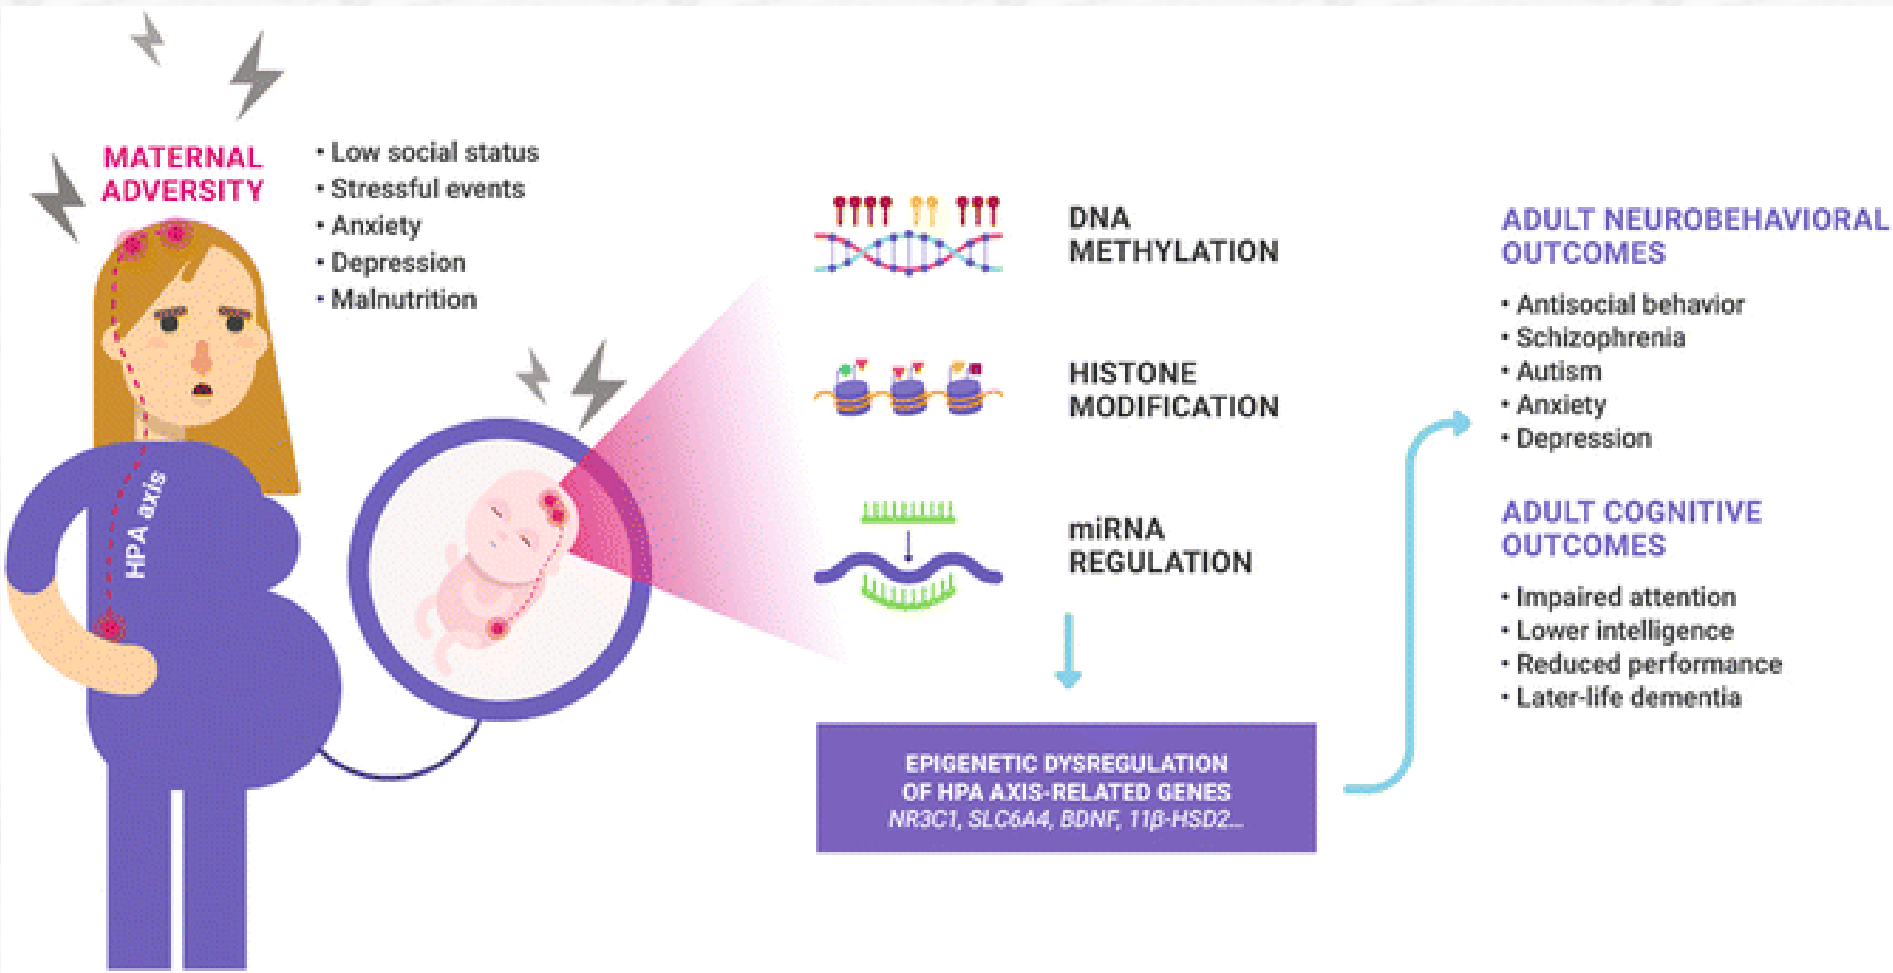 MATERNAL
ADVERSITY
• Low social status
• Stressful events
• Anxiety
• Depression
• Malnutrition
HPA axis
DNA
METHYLATION
HISTONE
MODIFICATION
miRNA
REGULATION
EPIGENETIC DYSREGULATION
OF HPA AXIS-RELATED GENES
NR3C1, SLC6A4, BDNF, 11β-HSD2...
ADULT NEUROBEHAVIORAL
OUTCOMES
• Antisocial behavior
• Schizophrenia
• Autism
• Anxiety
• Depression
ADULT COGNITIVE
OUTCOMES
• Impaired attention
• Lower intelligence
• Reduced performance
• Later-life dementia